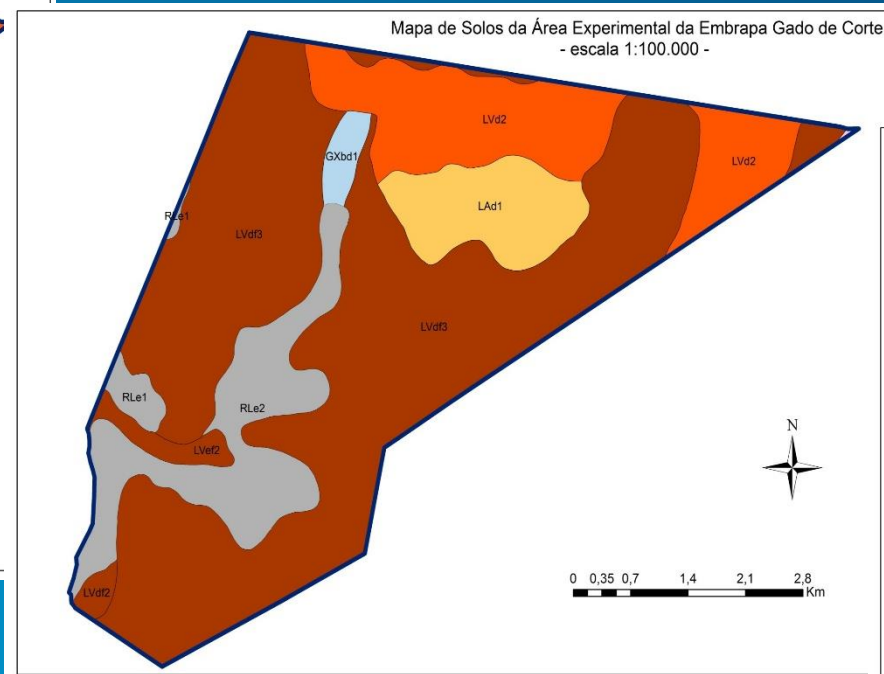 Mapa de Solos da Área Experimental da Embrapa Gado de Corte
- escala 1:100.000 -
LVd2
GXbd1
LVd2
LAd1
RLe1
LVdf3
LVdf3
RLe1
RLe2
N
LVef2
0 0,35 0,7 1,4 2,1 2,8
Km
LVdf2